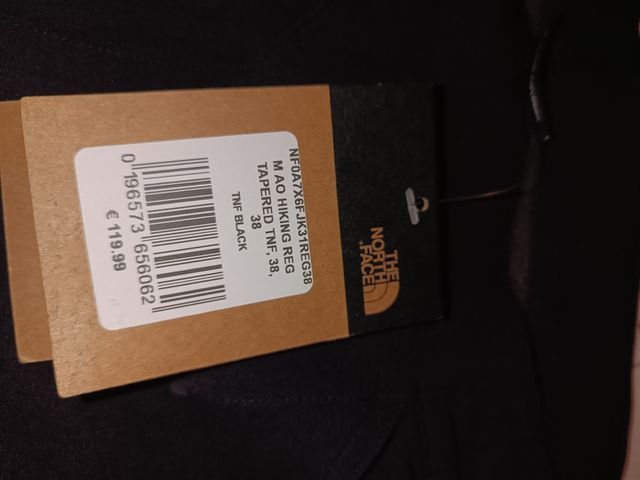 THE
NORTH
FACE
NF0A7X6FJK31REG38
M AO HIKING REG
TAPERED TNF, 38,
38
TNF BLACK
0 196573 656062
€ 119.99